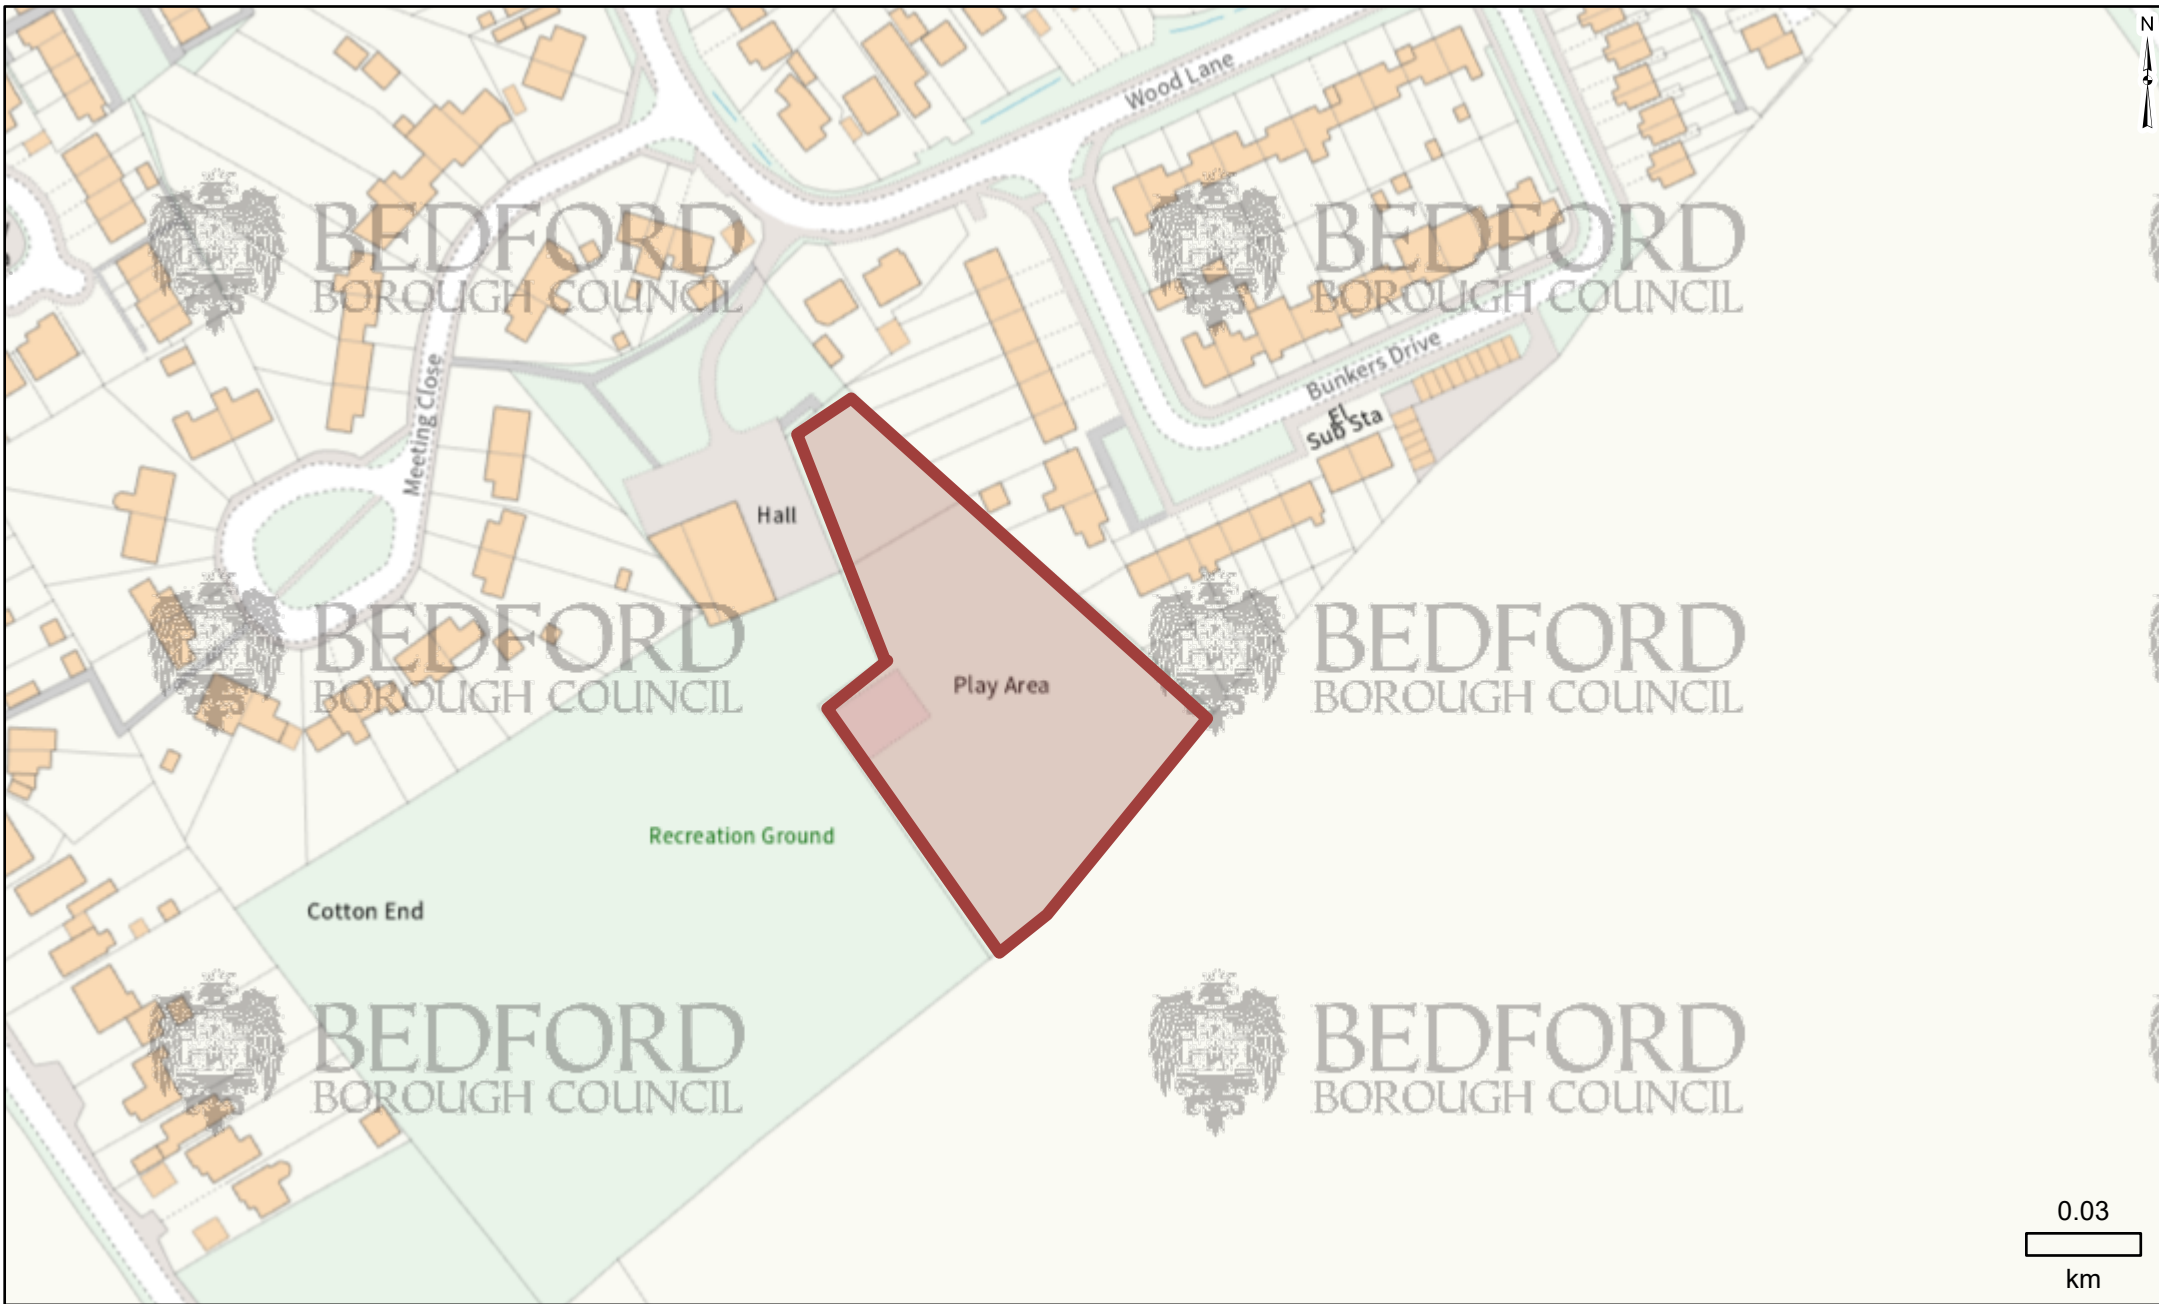 N
Wood Lane
BEDFORD
BOROUGH COUNCIL
BEDFORD
BOROUGH COUNCIL
Meeting Close
Bunkers Drive
El
Sub Sta
Hall
BEDFORD
BOROUGH COUNCIL
BEDFORD
BOROUGH COUNCIL
Play Area
Recreation Ground
Cotton End
BEDFORD
BOROUGH COUNCIL
BEDFORD
BOROUGH COUNCIL
0.03
km